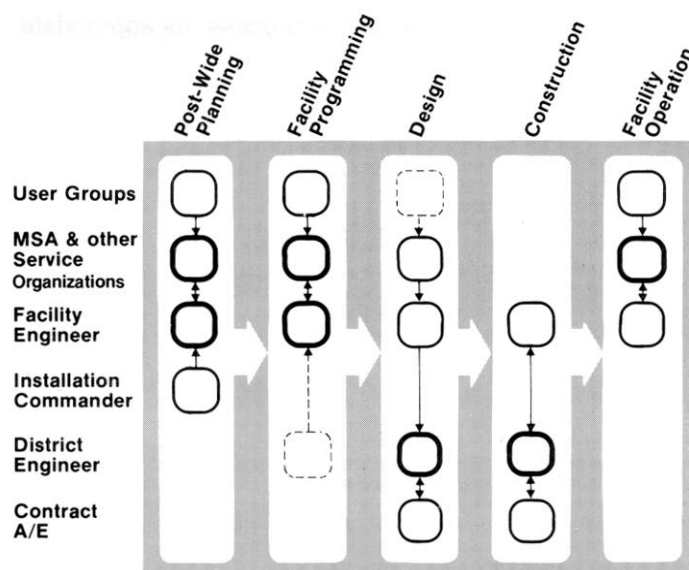 Post-Wide
Planning
Facility
Programming
Design
Construction
Facility
Operation
User Groups
MSA & other
Service
Organizations
Facility
Engineer
Installation
Commander
District
Engineer
Contract
A/E